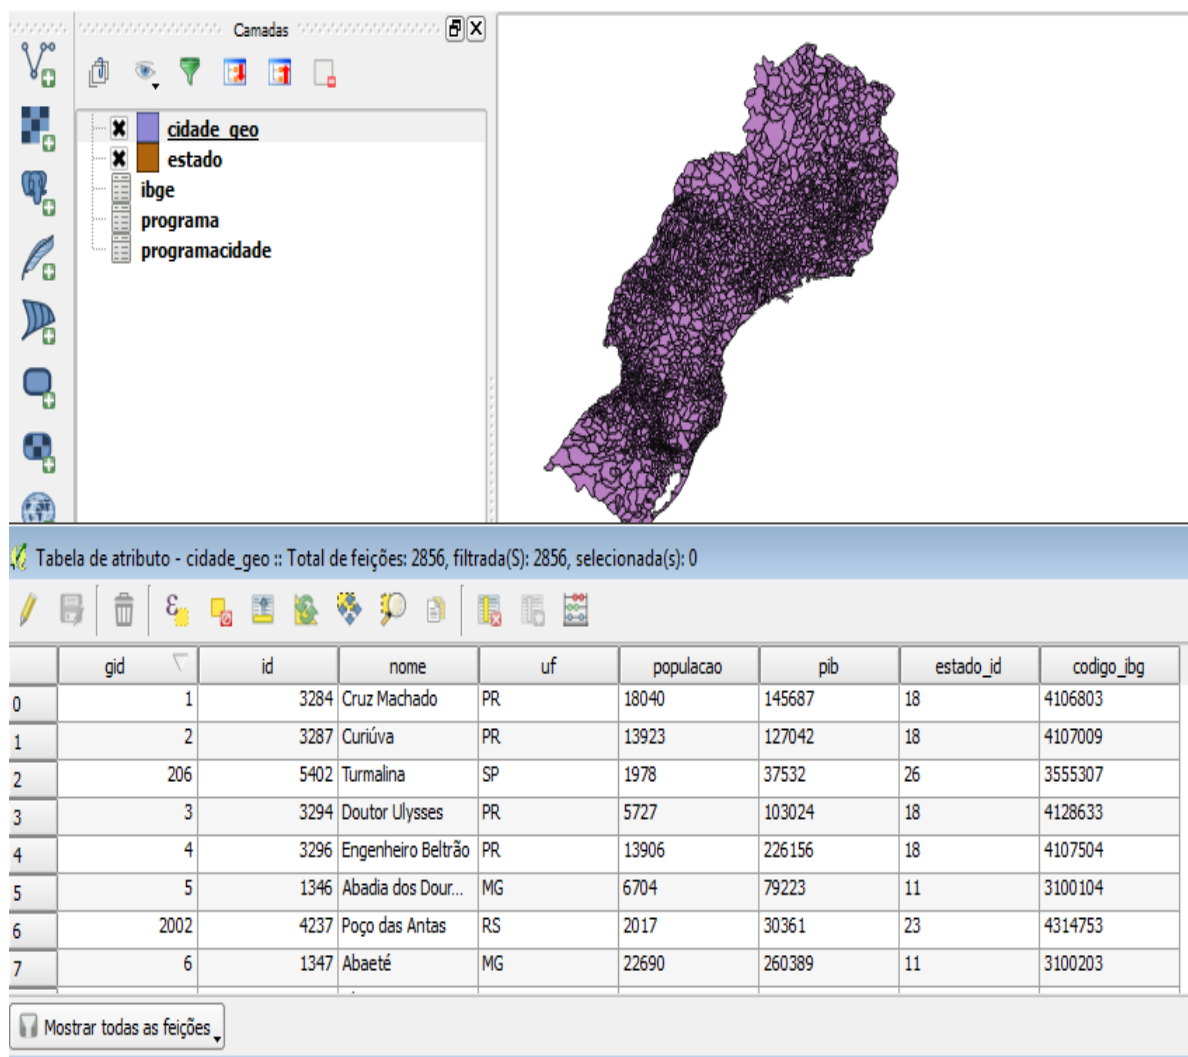 Camadas
cidade_geo
estado
ibge
programa
programacidade
Tabela de atributo - cidade_geo :: Total de feições: 2856, filtrada(S): 2856, selecionada(s): 0
ε
gid id nome uf populacao pib estado_id codigo_ibg
0 1 3284 Cruz Machado PR 18040 145687 18 4106803
1 2 3287 Curiúva PR 13923 127042 18 4107009
2 206 5402 Turmalina SP 1978 37532 26 3555307
3 3 3294 Doutor Ulysses PR 5727 103024 18 4128633
4 4 3296 Engenheiro Beltrão PR 13906 226156 18 4107504
5 5 1346 Abadia dos Dour... MG 6704 79223 11 3100104
6 2002 4237 Poço das Antas RS 2017 30361 23 4314753
7 6 1347 Abaeté MG 22690 260389 11 3100203
Mostrar todas as feições